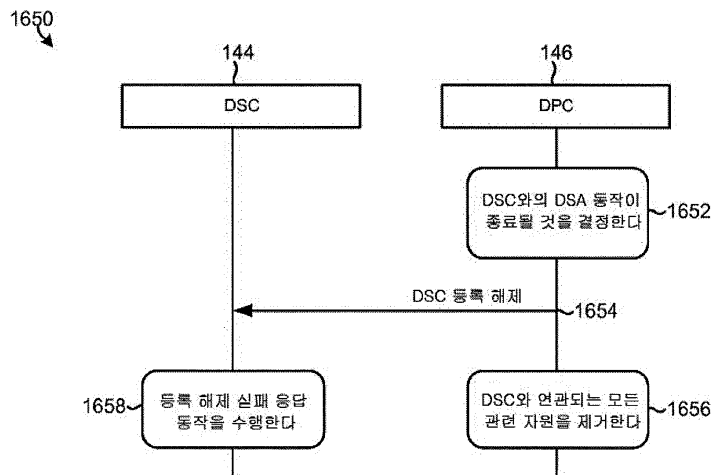 1650
144
146
DSC
DPC
DSC와의 DSA 동작이
종료될 것을 결정한다
1652
DSC 등록 해제
1654
1658
등록 해제 실패 응답
동작을 수행한다
DSC와 연관되는 모든
관련 자원을 제거한다
1656